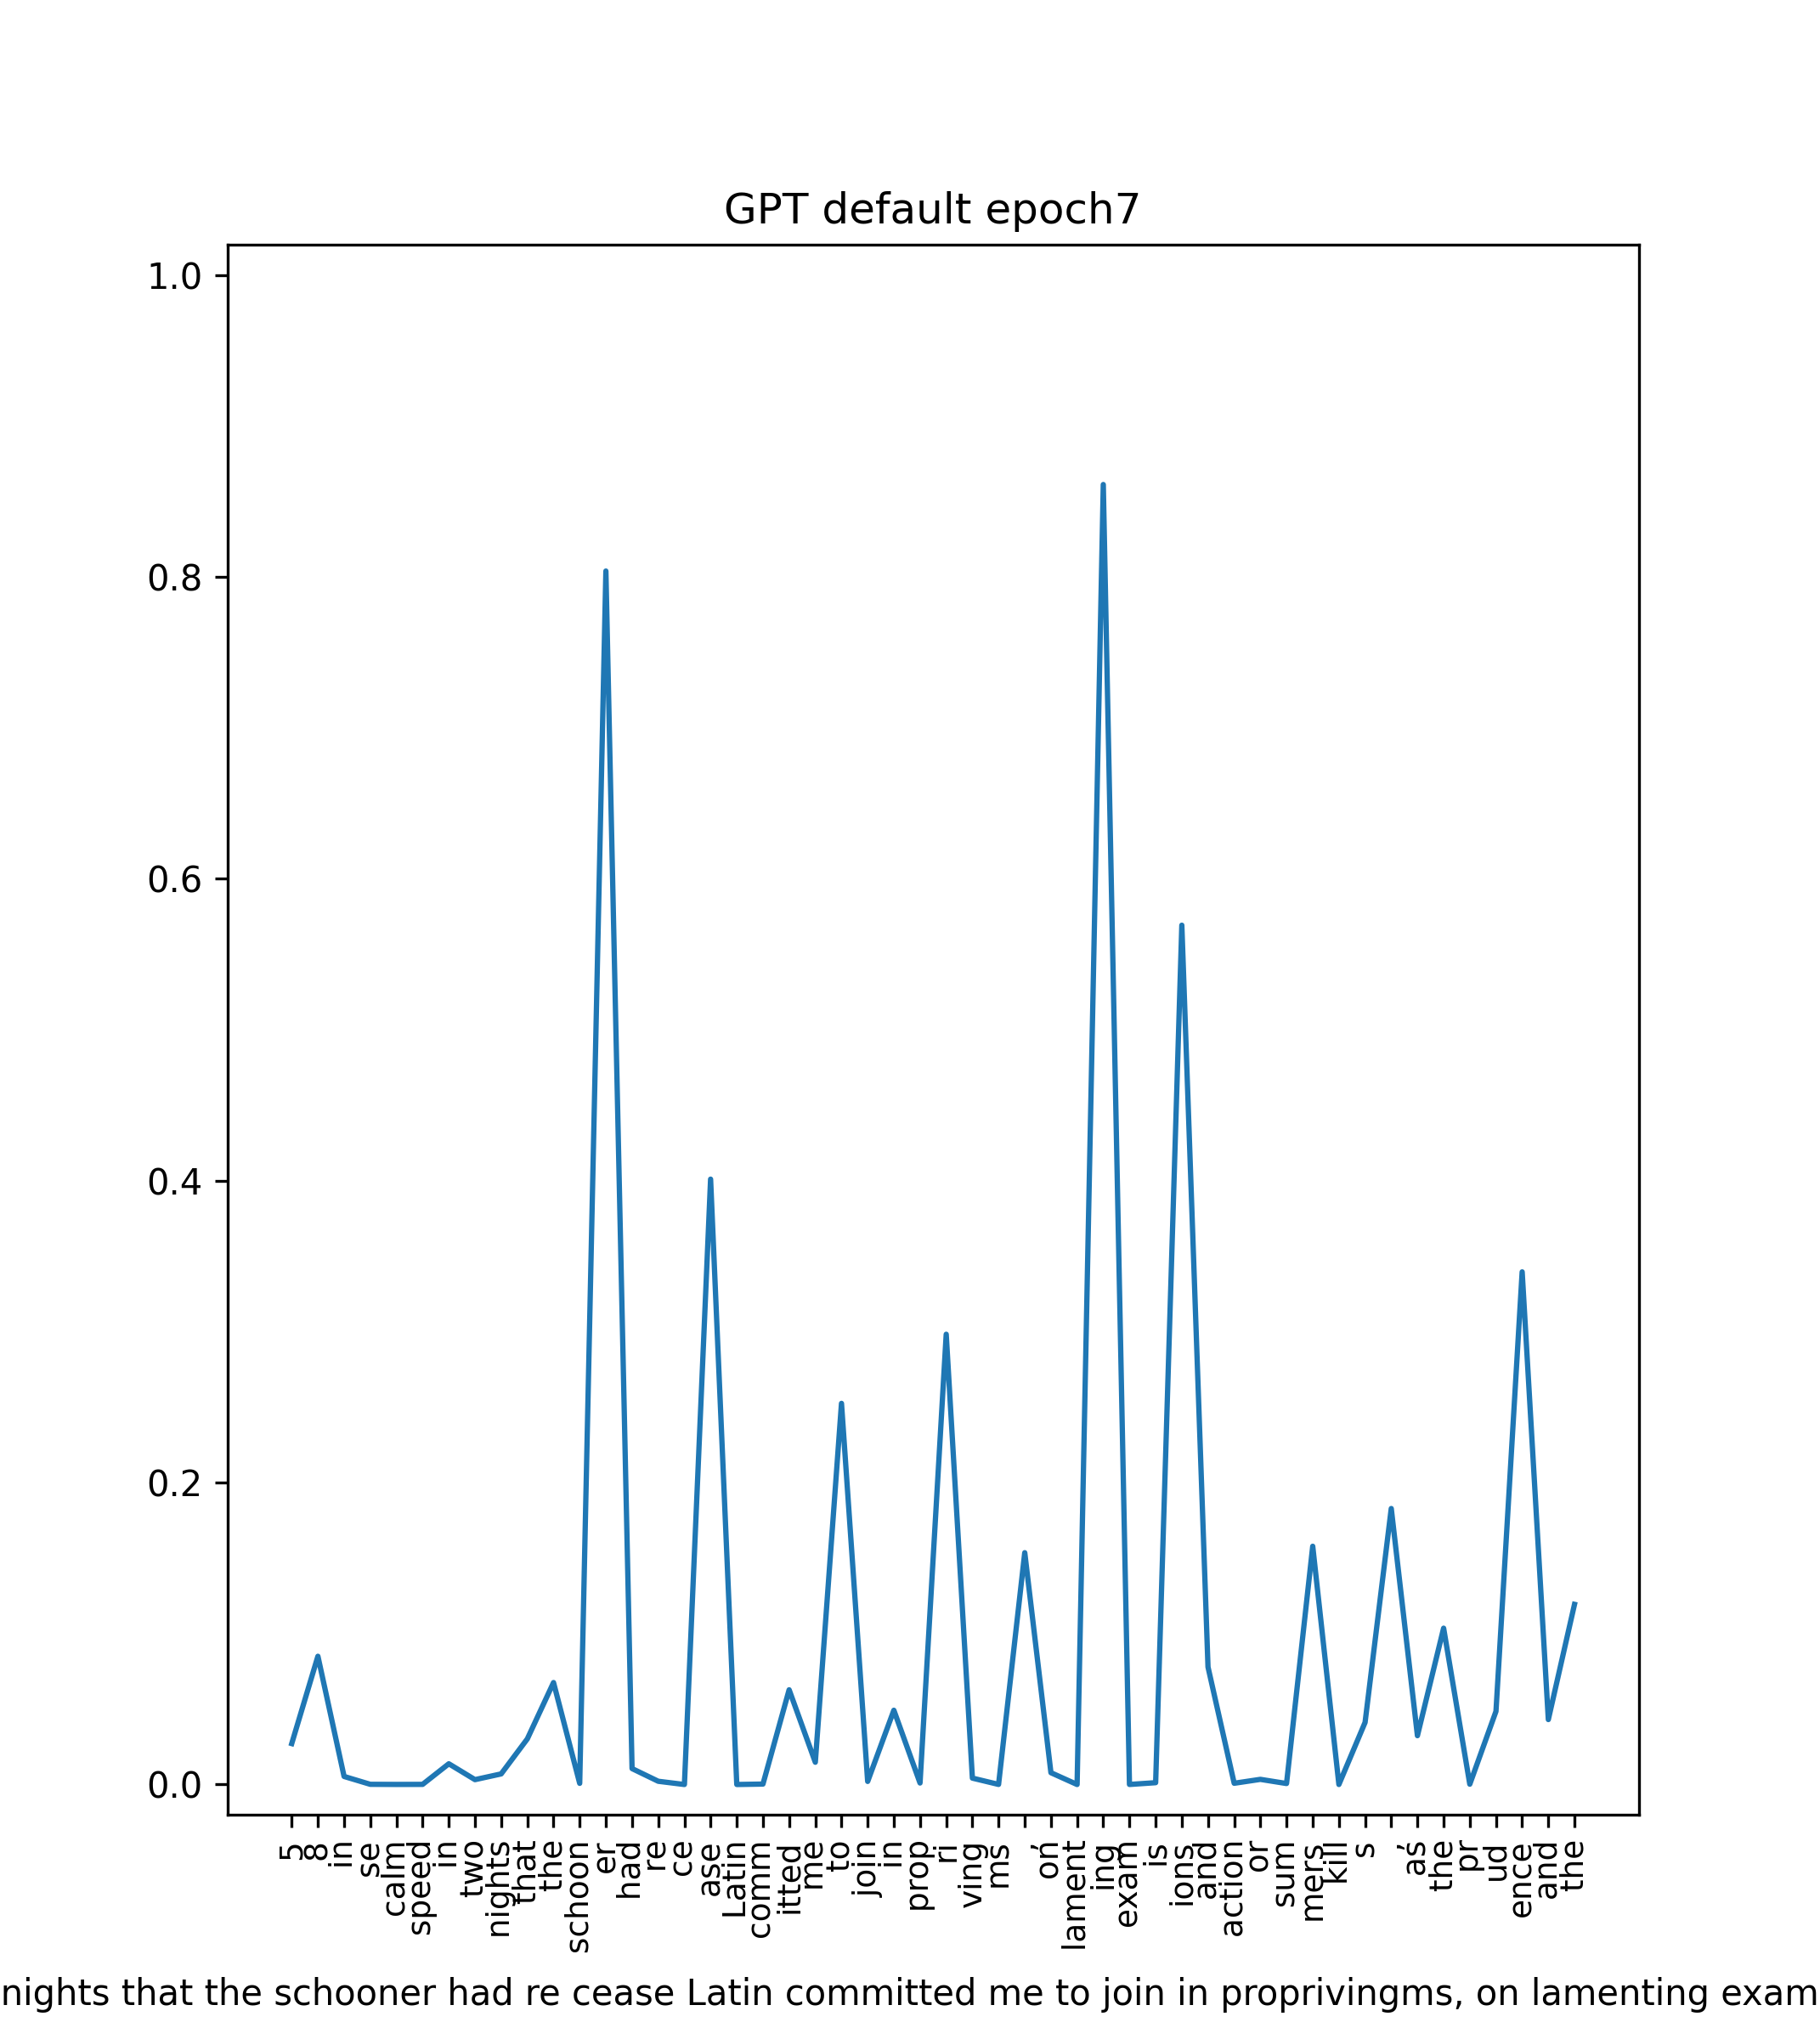 GPT default epoch7
1.0
0.8
0.6
0.4
0.2
0.0
5
8
in
se
calm
speed
in
two
nights
that
the
schoon
er
had
re
ce
ase
Latin
comm
itted
me
to
join
in
prop
ri
ving
ms
,
on
lament
ing
exam
is
ions
and
action
or
sum
mers
kill
s
,
as
the
pr
ud
ence
and
the
nights that the schooner had re cease Latin committed me to join in proprivingms, on lamenting exam